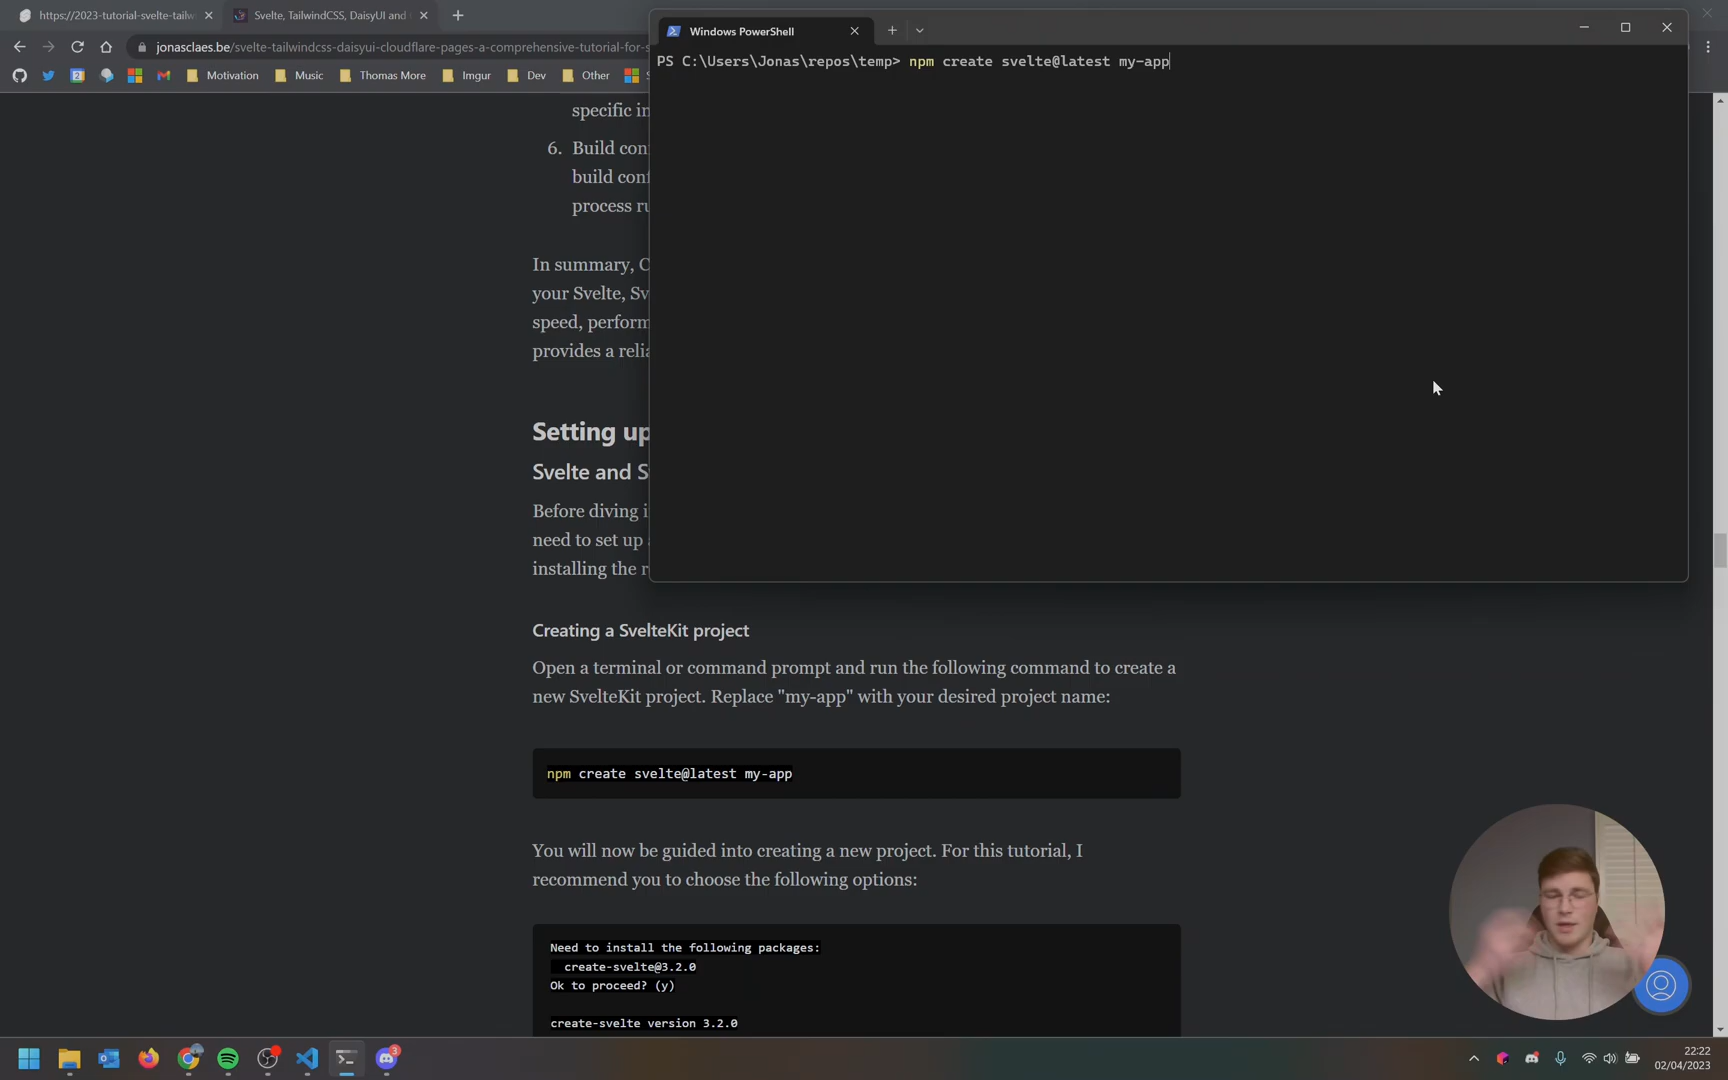 https://2023-tutorial-svelte-tailw
Svelte, TailwindCSS, DaisyUI and
jonasclaes.be/svelte-tailwindcss-daisyui-cloudflare-pages-a-comprehensive-tutorial-for-s
Motivation
Music
Thomas More
Imgur
Dev
Other
Windows PowerShell
PS C:\Users\Jonas\repos\temp> npm create svelte@latest my-app
specific in
6. Build con
build con
process ru
In summary, C
your Svelte, Sv
speed, perform
provides a relia
Setting up
Svelte and S
Before diving i
need to set up
installing the r
Creating a SvelteKit project
Open a terminal or command prompt and run the following command to create a
new SvelteKit project. Replace "my-app" with your desired project name:
npm create svelte@latest my-app
You will now be guided into creating a new project. For this tutorial, I
recommend you to choose the following options:
Need to install the following packages:
create-svelte@3.2.0
Ok to proceed? (y)
create-svelte version 3.2.0
3
22:22
02/04/2023